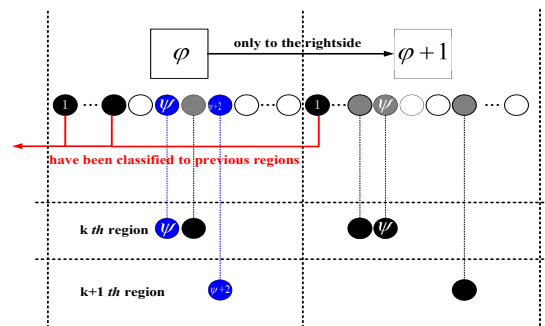 φ only to the rightside φ+1
1 ... ψ ψ+2 ... 1 ... ψ ...
have been classified to previous regions
k th region ψ ψ
k+1 th region ψ+2